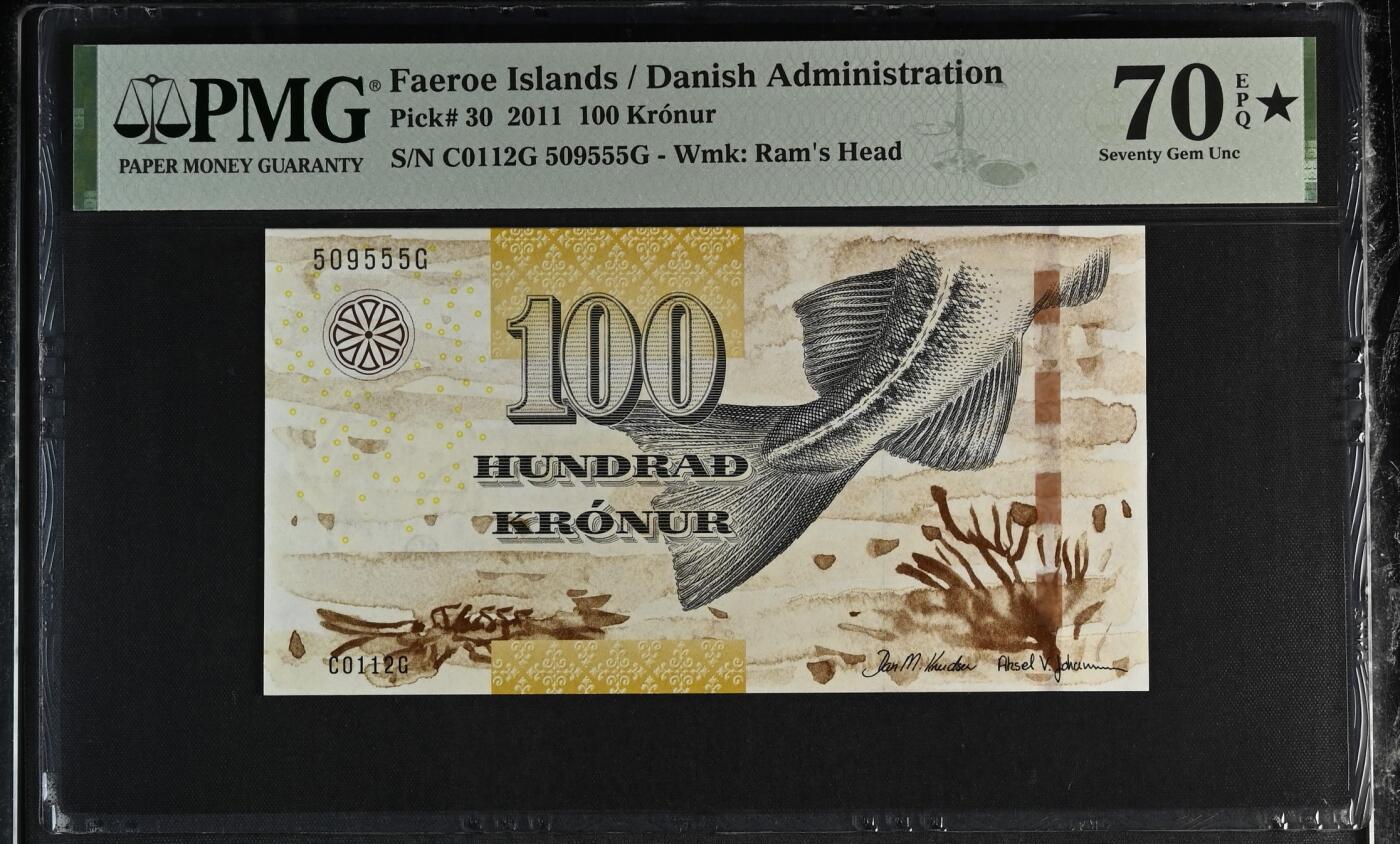 PMG®
PAPER MONEY GUARANTY
Faeroe Islands / Danish Administration
Pick# 30 2011 100 Krónur
S/N C0112G 509555G - Wmk: Ram's Head
70 EPQ ★
Seventy Gem Unc
509555G
100
HUNDRAÐ
KRÓNUR
C0112G